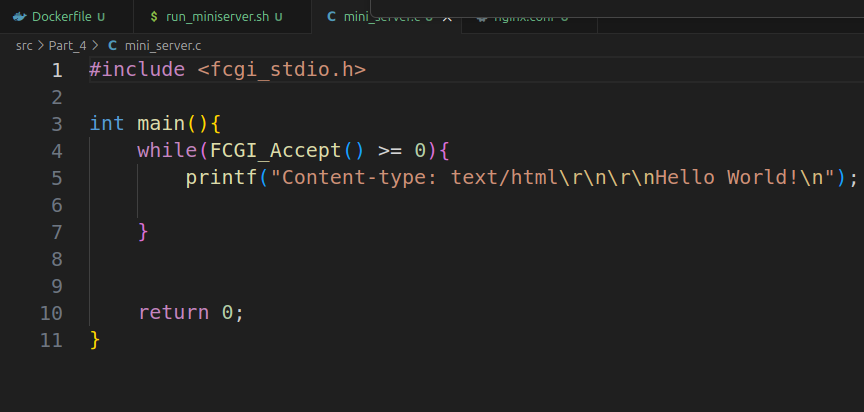 Dockerfile U $ run_miniserver.sh U C mini_server.c U nginx.conf U
src > Part_4 > C mini_server.c
1 #include <fcgi_stdio.h>
2
3 int main(){
4 while(FCGI_Accept() >= 0){
5 printf("Content-type: text/html\r\n\r\nHello World!\n");
6
7 }
8
9
10 return 0;
11 }